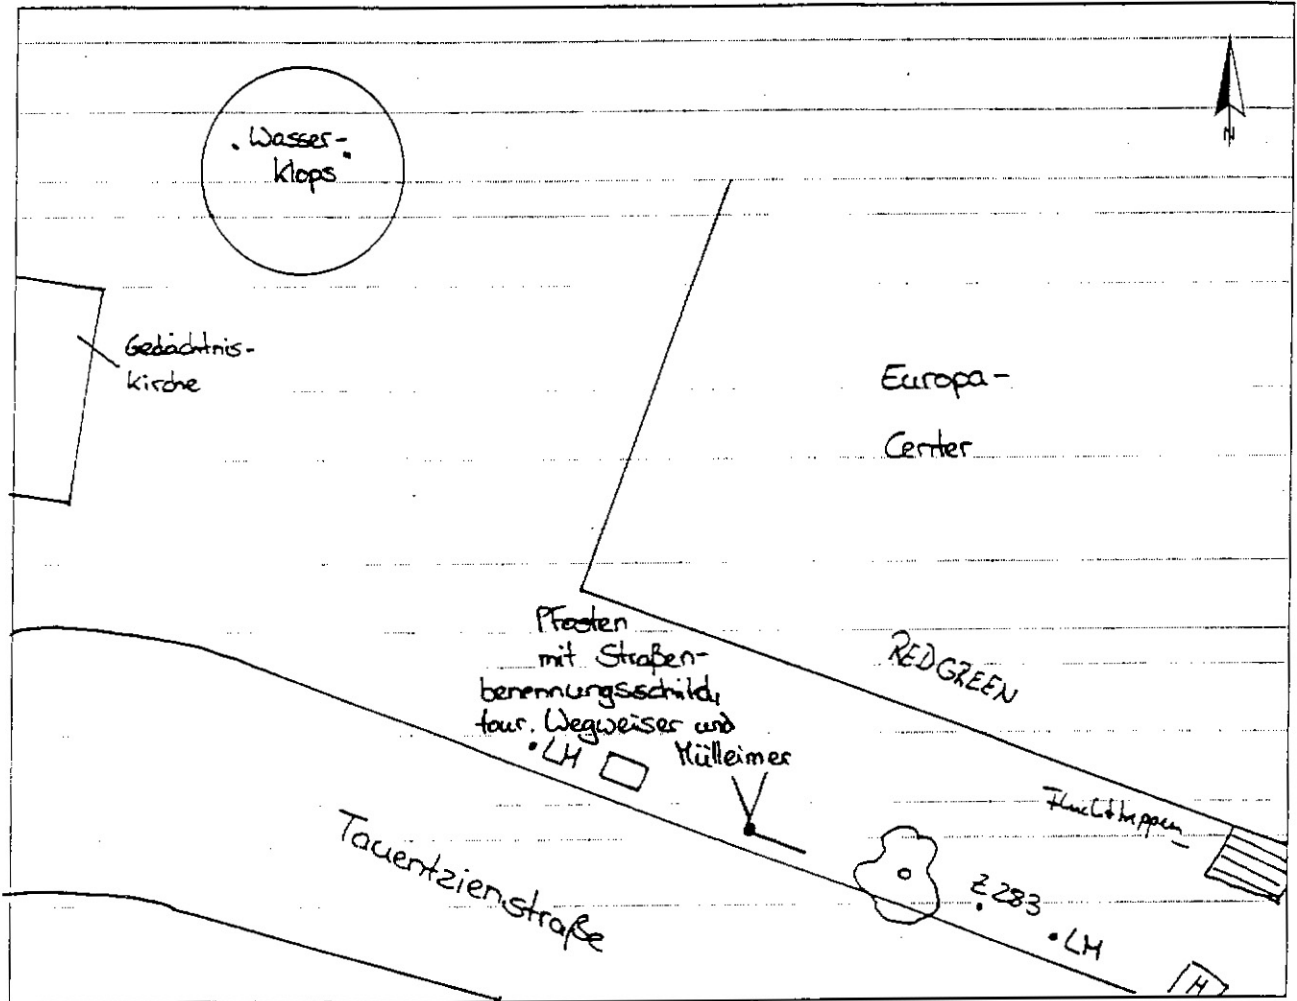 N
Wasser-
klops
Gedächtnis-
kirche
Europa-
Center
Pfosten
mit Straßen-
benennungsschild,
tour. Wegweiser und
Mülleimer
REDGREEN
LH
Fluchttreppen
Tauentzienstraße
Z 283
LH
H